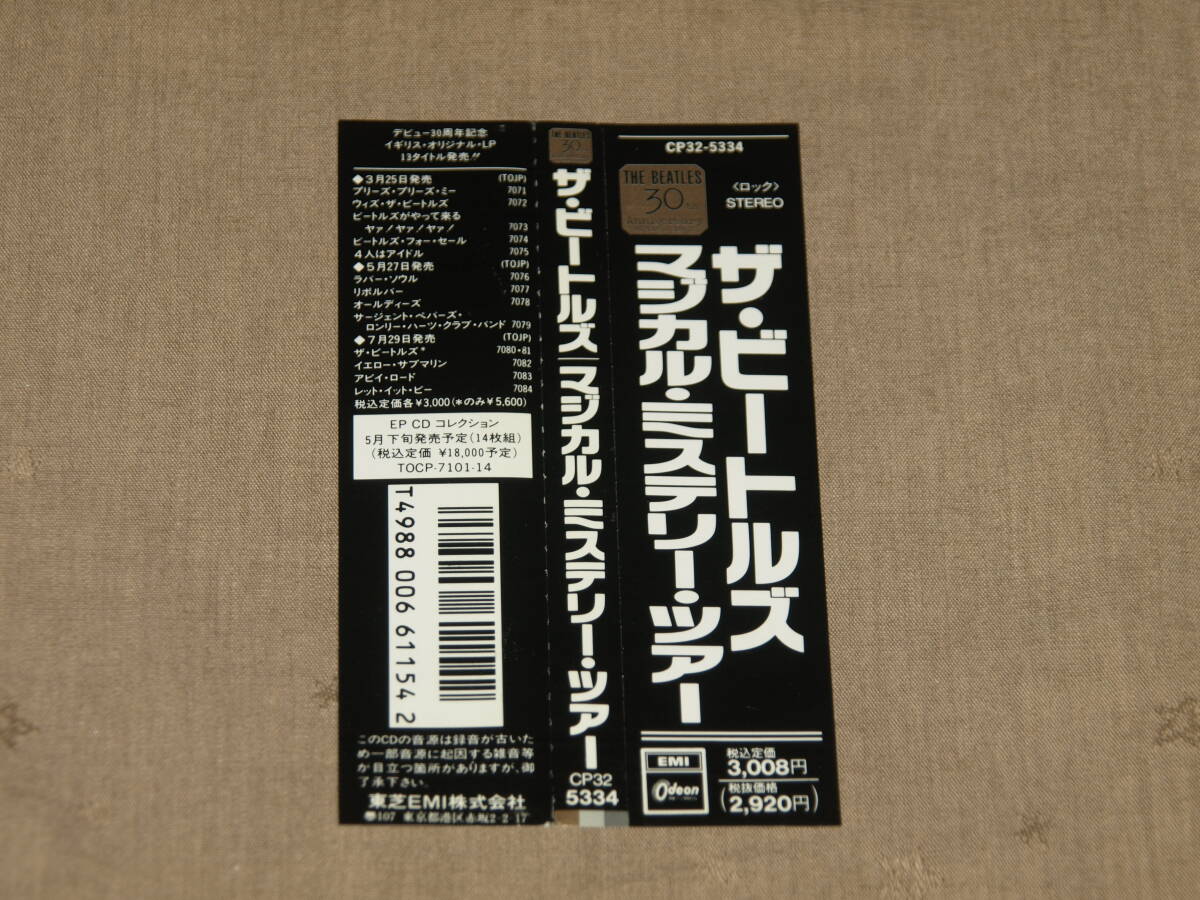 デビュー30周年記念
イギリス・オリジナル・LP
13タイトル発売!!
◆3月25日発売 (TOJP)
プリーズ・プリーズ・ミー 7071
ウィズ・ザ・ビートルズ 7072
ビートルズがやって来る
ヤァ!ヤァ!ヤァ! 7073
ビートルズ・フォー・セール 7074
4人はアイドル 7075
◆5月27日発売 (TOJP)
ラバー・ソウル 7076
リボルバー 7077
オールディーズ 7078
サージェント・ペパーズ・
ロンリー・ハーツ・クラブ・バンド 7079
◆7月29日発売 (TOJP)
ザ・ビートルズ* 7080・81
イエロー・サブマリン 7082
アビイ・ロード 7083
レット・イット・ビー 7084
税込定価各¥3,000(*のみ¥5,600)
EP CD コレクション
5月下旬発売予定(14枚組)
(税込定価 ¥18,000予定)
TOCP-7101-14
T4988 006 61154 2
このCDの音源は録音が古いた
め一部音源に起因する雑音等
が目立つ箇所がありますが、御
了承下さい。
東芝EMI株式会社
〠107 東京都港区赤坂2-2-17
THE BEATLES
30
ザ・ビートルズ/マジカル・ミステリー・ツアー
CP32
5334
CP32-5334
THE BEATLES
30th
Anniversary
〈ロック〉
STEREO
ザ・ビートルズ
マジカル・ミステリー・ツアー
EMI
Odeon
税込定価
3,008円
(税抜価格
2,920円)